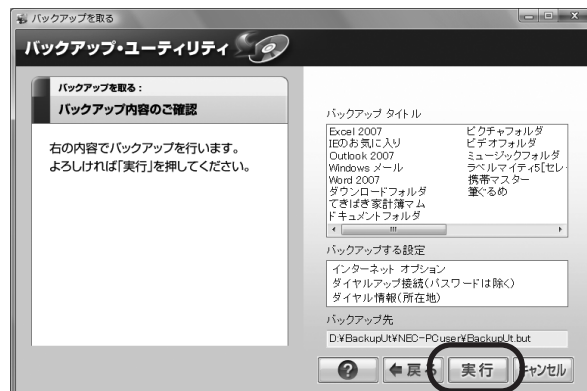 バックアップを取る
バックアップ・ユーティリティ
バックアップを取る：
バックアップ内容のご確認
右の内容でバックアップを行います。
よろしければ「実行」を押してください。
バックアップ タイトル
Excel 2007
IEのお気に入り
Outlook 2007
Windows メール
Word 2007
ダウンロードフォルダ
てきぱき家計簿マム
ドキュメントフォルダ
ピクチャフォルダ
ビデオフォルダ
ミュージックフォルダ
ラベルマイティ5[セレ
携帯マスター
筆ぐるめ
バックアップする設定
インターネット オプション
ダイヤルアップ接続(パスワードは除く)
ダイヤル情報(所在地)
バックアップ先
D:¥BackupUt¥NEC-PCuser¥BackupUt.but
戻る
実行
キャンセル